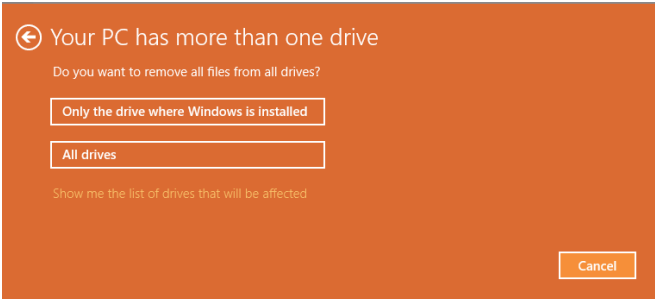 Your PC has more than one drive
Do you want to remove all files from all drives?
Only the drive where Windows is installed
All drives
Show me the list of drives that will be affected
Cancel